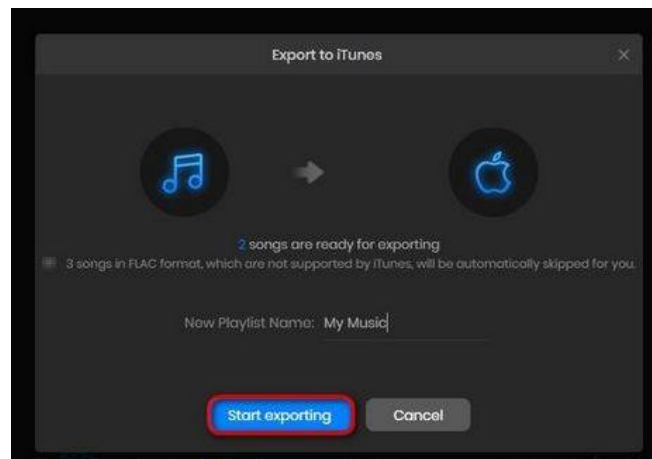 Export to iTunes
2 songs are ready for exporting
3 songs in FLAC format, which are not supported by iTunes, will be automatically skipped for you.
New Playlist Name: My Music
Start exporting
Cancel